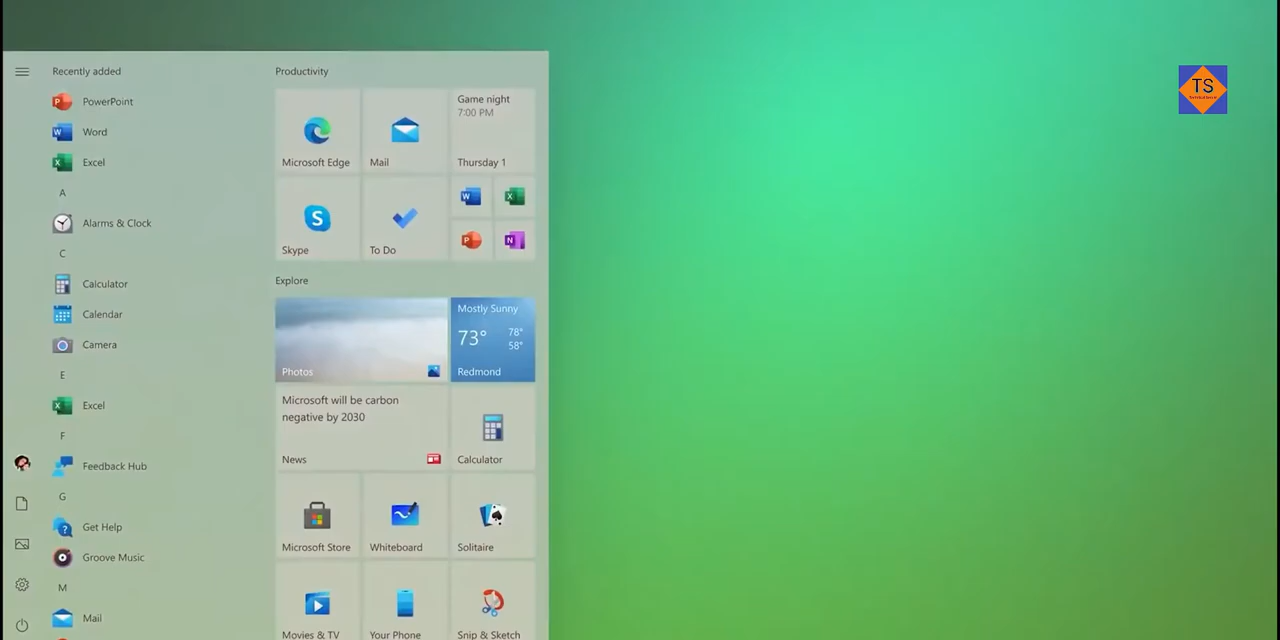 Recently added
PowerPoint
Word
Excel
A
Alarms & Clock
C
Calculator
Calendar
Camera
E
Excel
F
Feedback Hub
G
Get Help
Groove Music
M
Mail
Productivity
Microsoft Edge
Mail
Game night
7:00 PM
Thursday 1
Skype
To Do
Explore
Photos
Mostly Sunny
73°
78°
58°
Redmond
Microsoft will be carbon
negative by 2030
News
Calculator
Microsoft Store
Whiteboard
Solitaire
Movies & TV
Your Phone
Snip & Sketch
TS